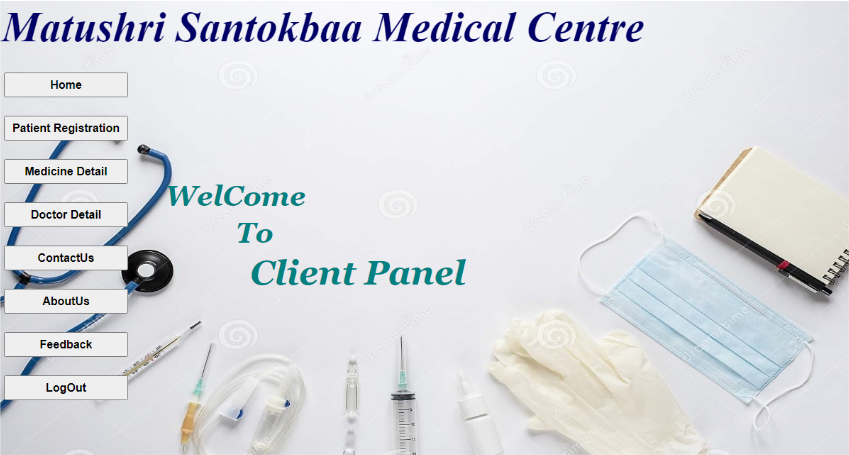 Matushri Santokbaa Medical Centre
Home
Patient Registration
Medicine Detail
Doctor Detail
ContactUs
AboutUs
Feedback
LogOut
WelCome
To
Client Panel